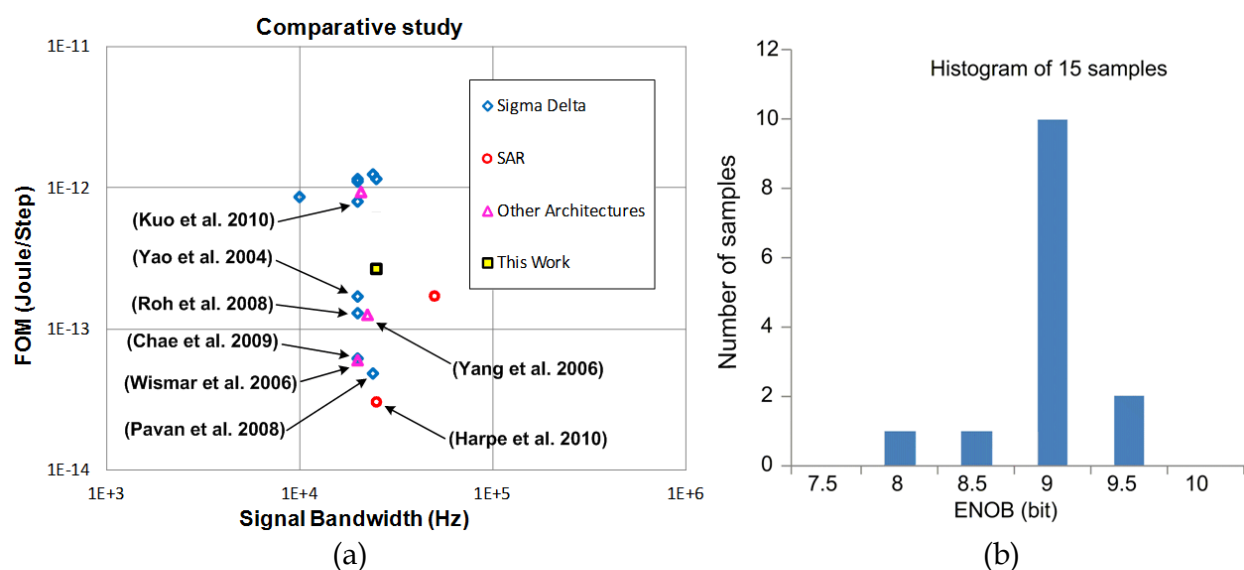 Comparative study
1E-11
1E-12
1E-13
1E-14
FOM (Joule/Step)
Sigma Delta
SAR
Other Architectures
This Work
(Kuo et al. 2010)
(Yao et al. 2004)
(Roh et al. 2008)
(Chae et al. 2009)
(Wismar et al. 2006)
(Pavan et al. 2008)
(Yang et al. 2006)
(Harpe et al. 2010)
1E+3 1E+4 1E+5 1E+6
Signal Bandwidth (Hz)
(a)
Histogram of 15 samples
12
10
8
6
4
2
0
Number of samples
7.5 8 8.5 9 9.5 10
ENOB (bit)
(b)